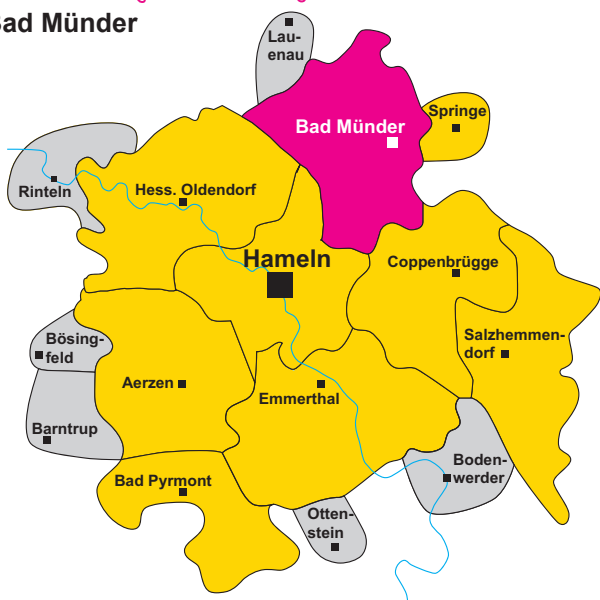 Bad Münder
Lau-
enau
Springe
Bad Münder
Rinteln
Hess. Oldendorf
Hameln
Coppenbrügge
Bösing-
feld
Salzhemmen-
dorf
Aerzen
Emmerthal
Barntrup
Bad Pyrmont
Boden-
werder
Otten-
stein